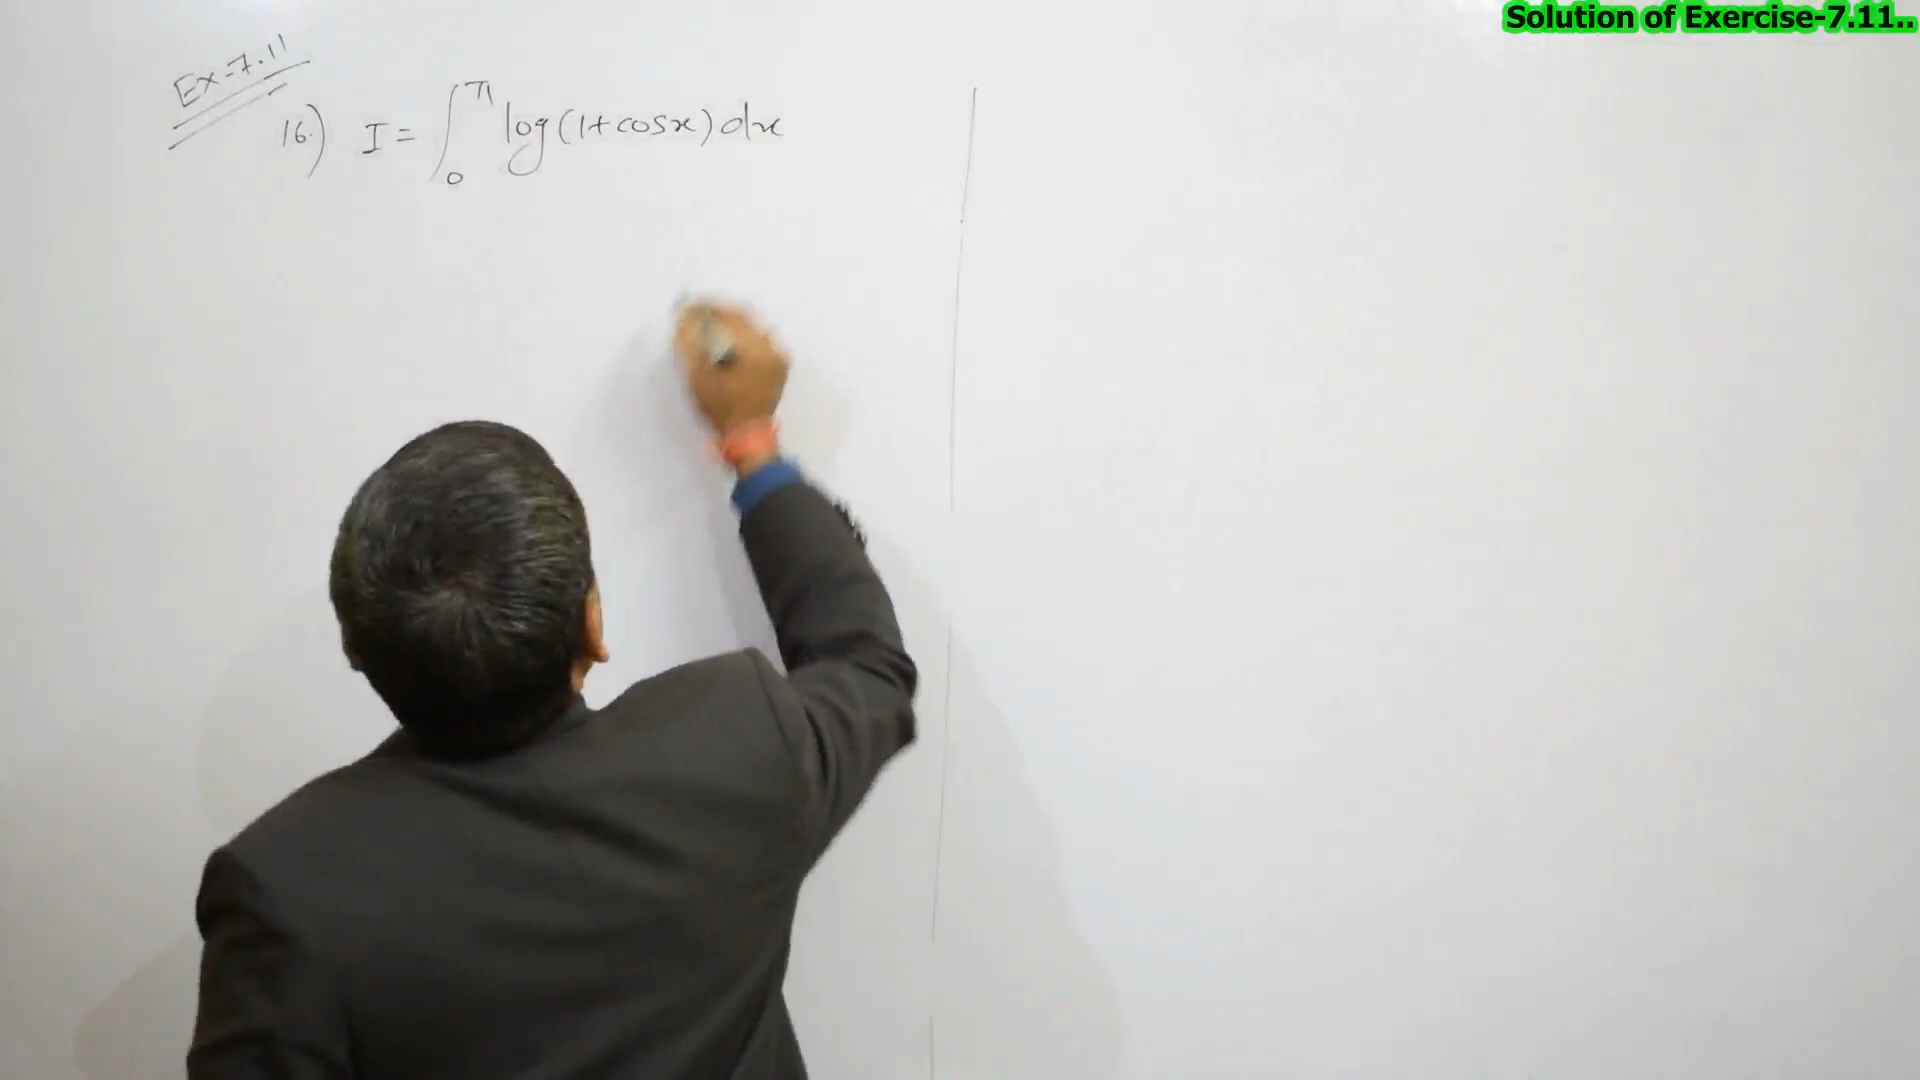 Solution of Exercise-7.11..
Ex-7.11
16.) I = ∫₀^π log(1+cosx)dx